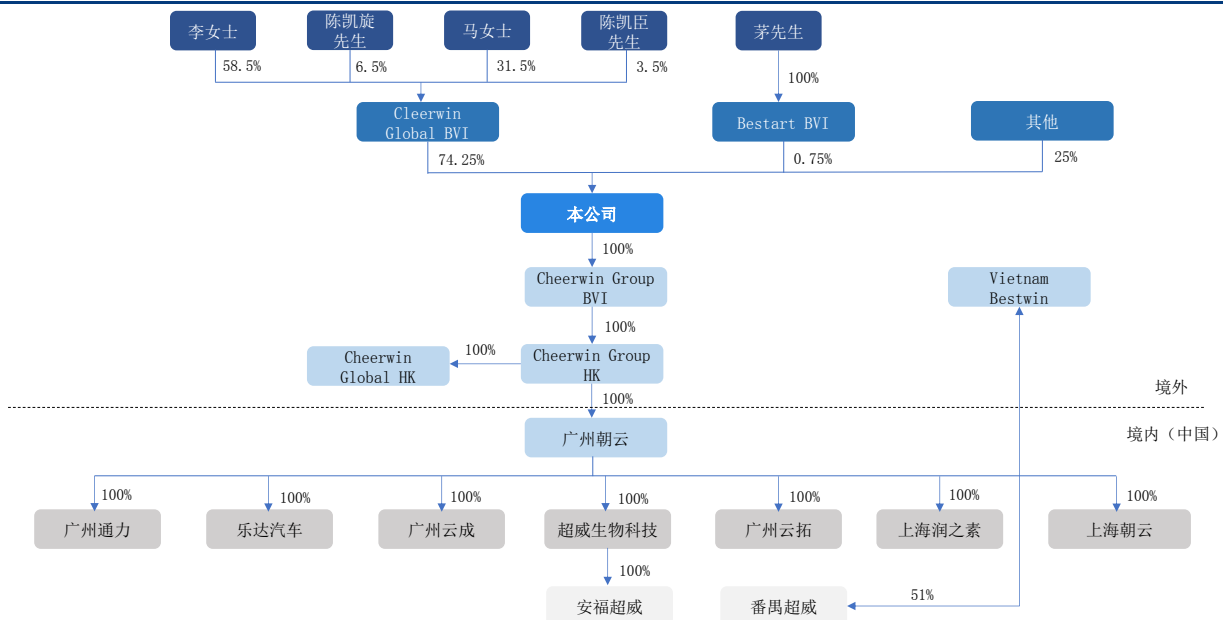 李女士
陈凯旋
先生
马女士
陈凯臣
先生
茅先生
58.5%
6.5%
31.5%
3.5%
100%
Cleerwin
Global BVI
Bestart BVI
其他
74.25%
0.75%
25%
本公司
100%
Cheerwin Group
BVI
Vietnam
Bestwin
100%
Cheerwin
Global HK
100%
Cheerwin Group
HK
境外
100%
广州朝云
境内（中国）
100%
100%
100%
100%
100%
100%
100%
广州通力
乐达汽车
广州云成
超威生物科技
广州云拓
上海润之素
上海朝云
100%
安福超威
番禺超威
51%